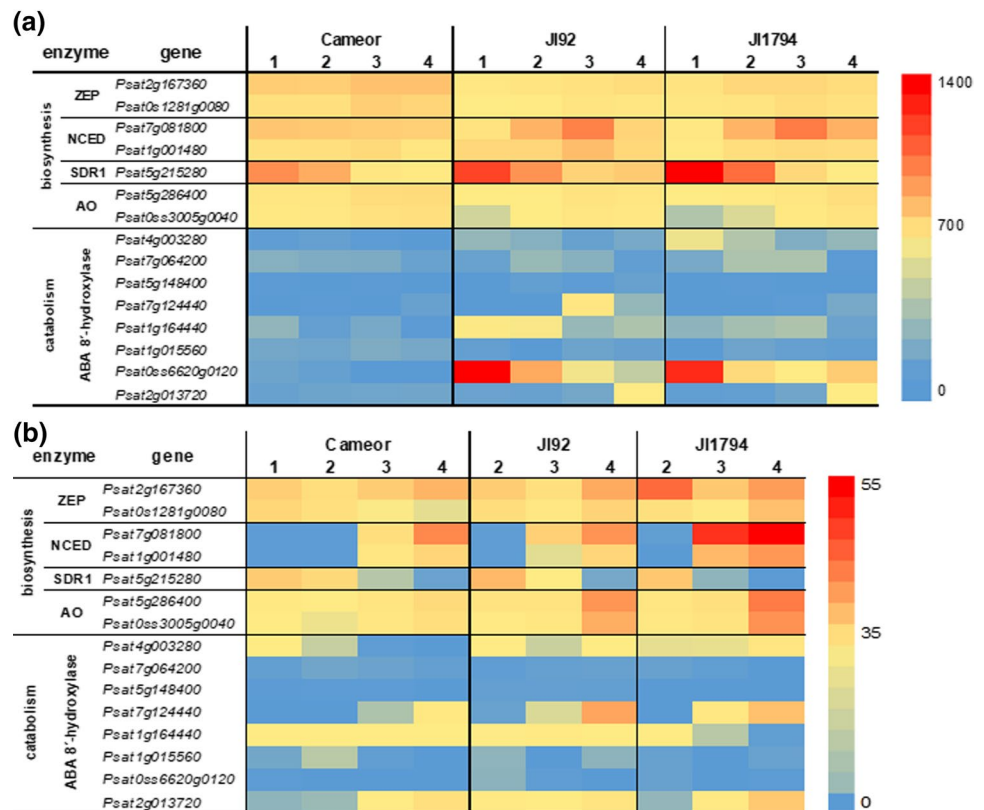 (a)
enzyme gene Cameor JI92 JI1794
1 2 3 4 1 2 3 4 1 2 3 4
biosynthesis
ZEP Psat2g167360
Psat0s1281g0080
NCED Psat7g081800
Psat1g001480
SDR1 Psat5g215280
AO Psat5g286400
Psat0ss3005g0040
catabolism
ABA 8′-hydroxylase
Psat4g003280
Psat7g064200
Psat5g148400
Psat7g124440
Psat1g164440
Psat1g015560
Psat0ss6620g0120
Psat2g013720
1400
700
0
(b)
enzyme gene Cameor JI92 JI1794
1 2 3 4 2 3 4 2 3 4
biosynthesis
ZEP Psat2g167360
Psat0s1281g0080
NCED Psat7g081800
Psat1g001480
SDR1 Psat5g215280
AO Psat5g286400
Psat0ss3005g0040
catabolism
ABA 8′-hydroxylase
Psat4g003280
Psat7g064200
Psat5g148400
Psat7g124440
Psat1g164440
Psat1g015560
Psat0ss6620g0120
Psat2g013720
55
35
0